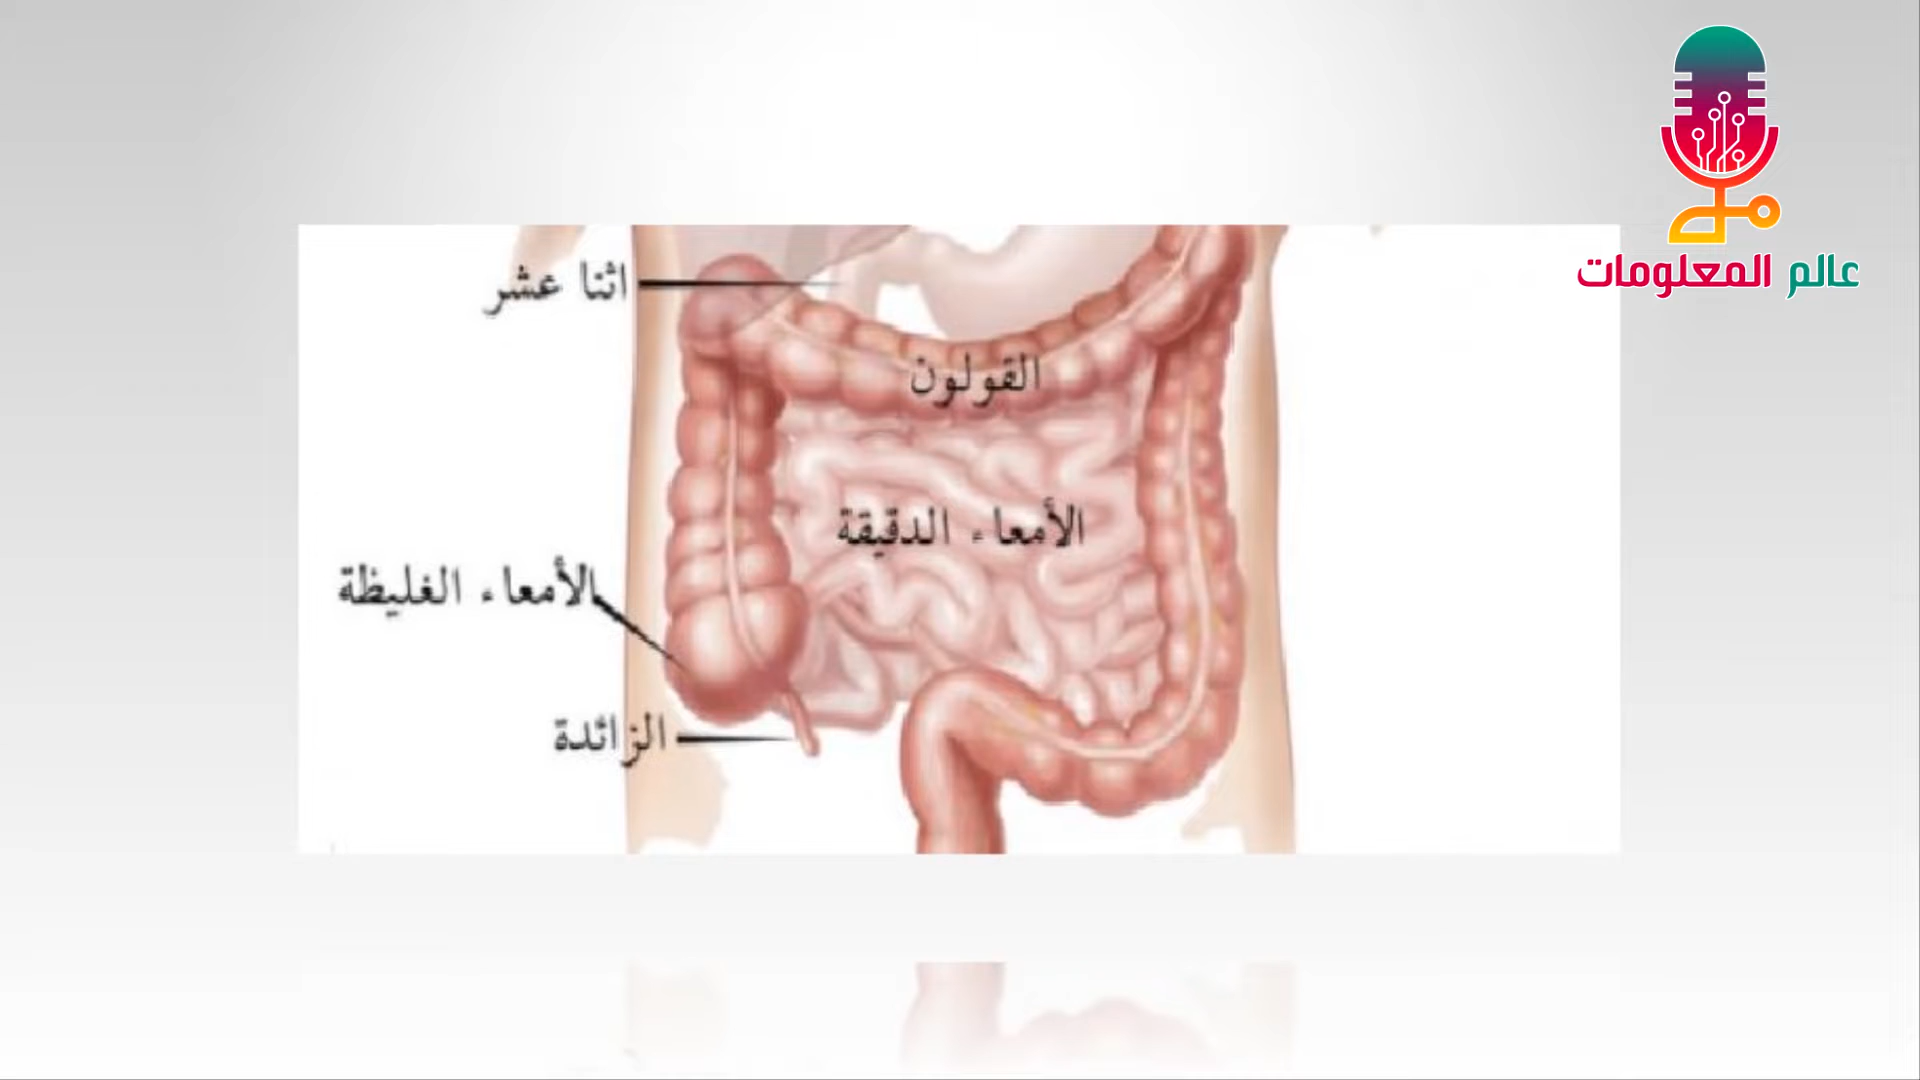 عالم المعلومات
اثنا عشر
القولون
الأمعاء الدقيقة
الأمعاء الغليظة
الزائدة